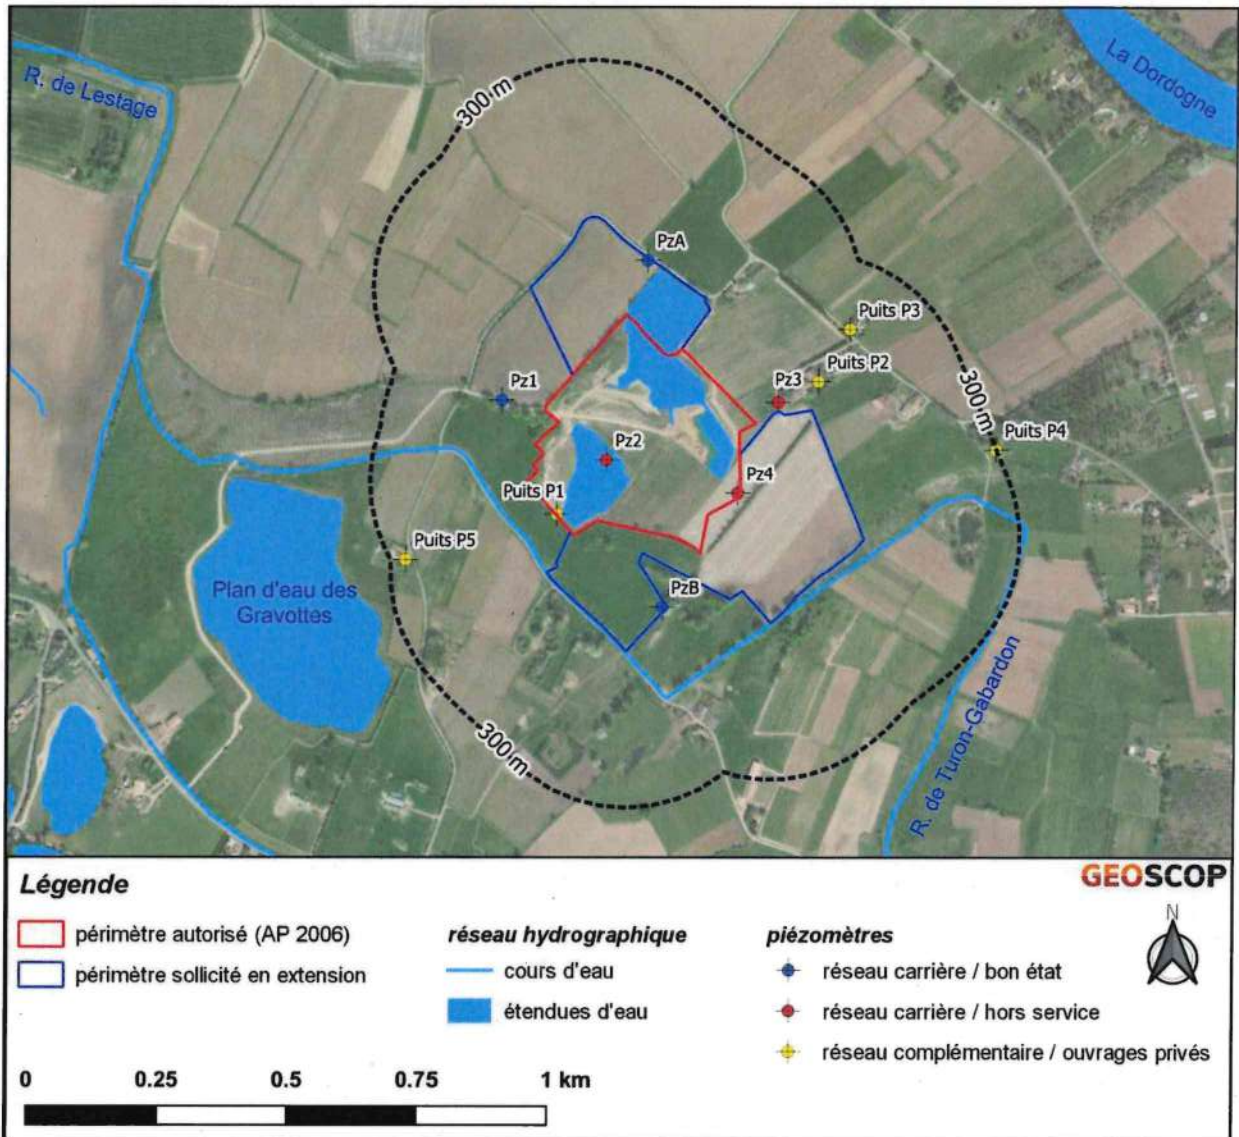 R. de Lestage
300 m
La Dordogne
PzA
Puits P3
Puits P2
Pz1
Pz3
300 m
Puits P4
Pz2
Pz4
Puits P1
Puits P5
Plan d'eau des
Gravottes
PzB
R. de Turon-Gabardon
300 m
Légende
GEOSCOP
périmètre autorisé (AP 2006)
périmètre sollicité en extension
réseau hydrographique
cours d'eau
étendues d'eau
piézomètres
réseau carrière / bon état
réseau carrière / hors service
réseau complémentaire / ouvrages privés
N
0 0.25 0.5 0.75 1 km